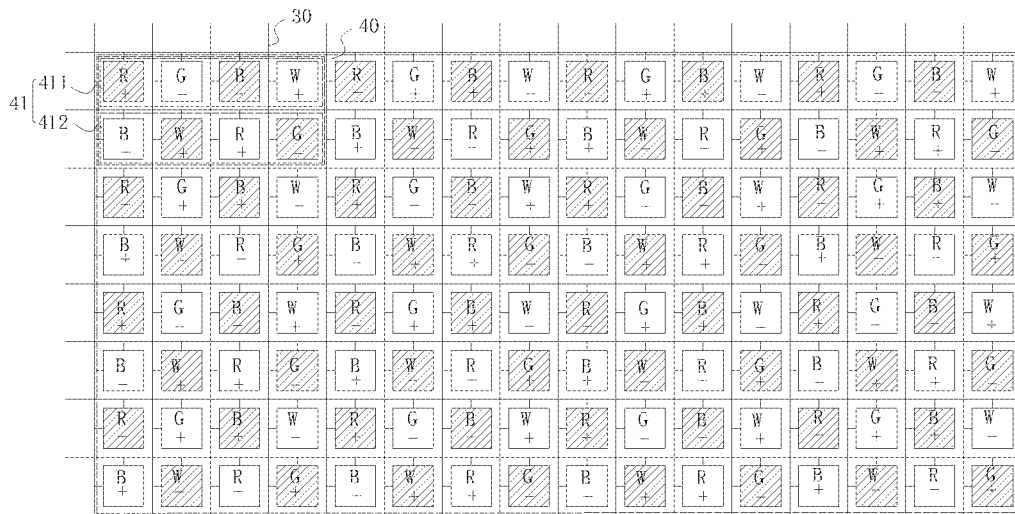 30
40
R G B W R G B W R G B W R G B W
411
+ − − + − + + − − + + − + − − +
41
B W R G B W R G B W R G B W R G
412
− + + − + − − + + − − + − + + −
R G B W R G B W R G B W R G B W
− + + − + − − + + − − + − + + −
B W R G B W R G B W R G B W R G
+ − − + − + + − − + + − + − − +
R G B W R G B W R G B W R G B W
+ − − + − + + − − + + − + − − +
B W R G B W R G B W R G B W R G
− + + − + − − + + − − + − + + −
R G B W R G B W R G B W R G B W
− + + − + − − + + − − + − + + −
B W R G B W R G B W R G B W R G
+ − − + − + + − − + + − + − − +